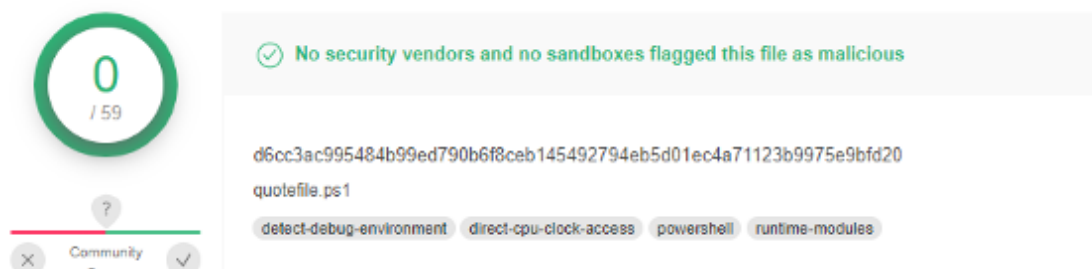 0
/ 59
No security vendors and no sandboxes flagged this file as malicious
d6cc3ac995484b99ed790b6f8ceb145492794eb5d01ec4a71123b9975e9bfd20
quotefile.ps1
detect-debug-environment direct-cpu-clock-access powershell runtime-modules
?
Community